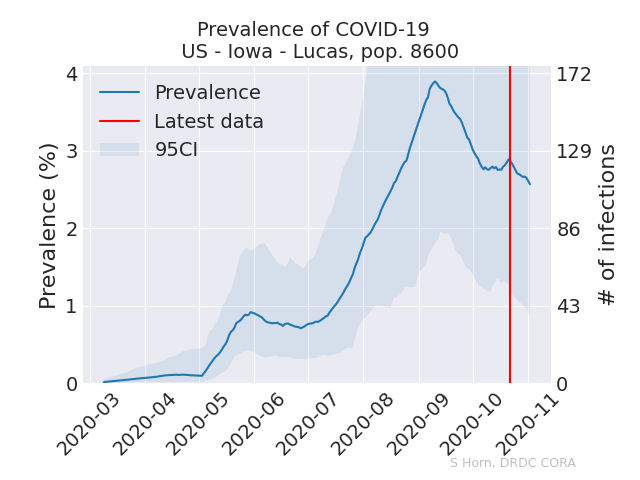 Prevalence of COVID-19
US - Iowa - Lucas, pop. 8600
Prevalence (%)
4
3
2
1
0
Prevalence
Latest data
95CI
172
129
86
43
0
# of infections
2020-03
2020-04
2020-05
2020-06
2020-07
2020-08
2020-09
2020-10
2020-11
S Horn, DRDC CORA